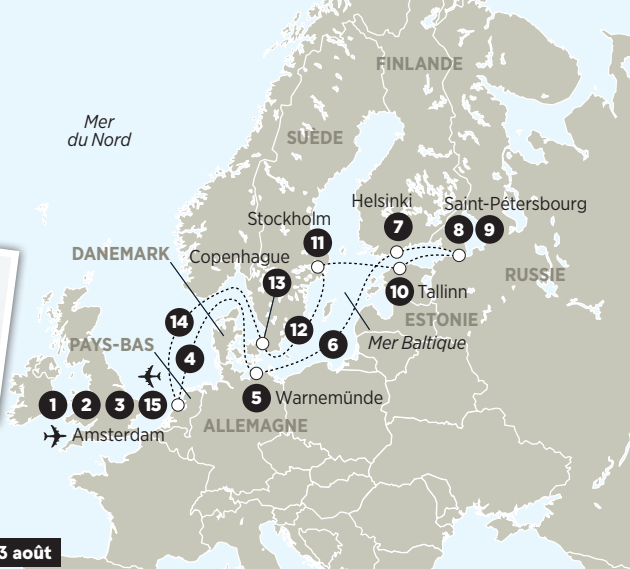 FINLANDE
Mer
du Nord
SUÈDE
Helsinki
Saint-Pétersbourg
Stockholm
7
8 9
11
DANEMARK
Copenhague
13
RUSSIE
10 Tallinn
14
12
ESTONIE
PAYS-BAS
4
6
Mer Baltique
1 2 3 15
5 Warnemünde
Amsterdam
ALLEMAGNE
3 août